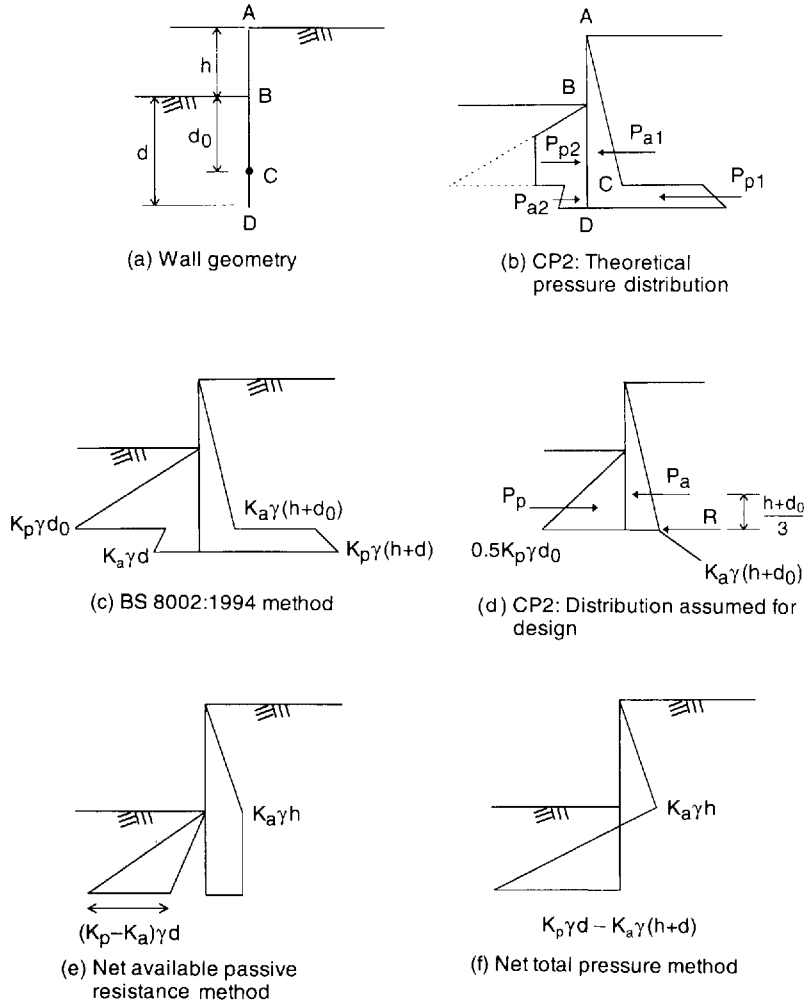 A
h
B
d
d₀
C
D
(a) Wall geometry
A
B
Pₚ₂
Pₐ₁
C
Pₚ₁
Pₐ₂
D
(b) CP2: Theoretical
pressure distribution
Kₚγd₀
Kₐγ(h+d₀)
Kₐγd
Kₚγ(h+d)
(c) BS 8002:1994 method
Pₚ
Pₐ
R
h+d₀
3
0.5Kₚγd₀
Kₐγ(h+d₀)
(d) CP2: Distribution assumed for
design
Kₐγh
(Kₚ–Kₐ)γd
(e) Net available passive
resistance method
Kₐγh
Kₚγd – Kₐγ(h+d)
(f) Net total pressure method